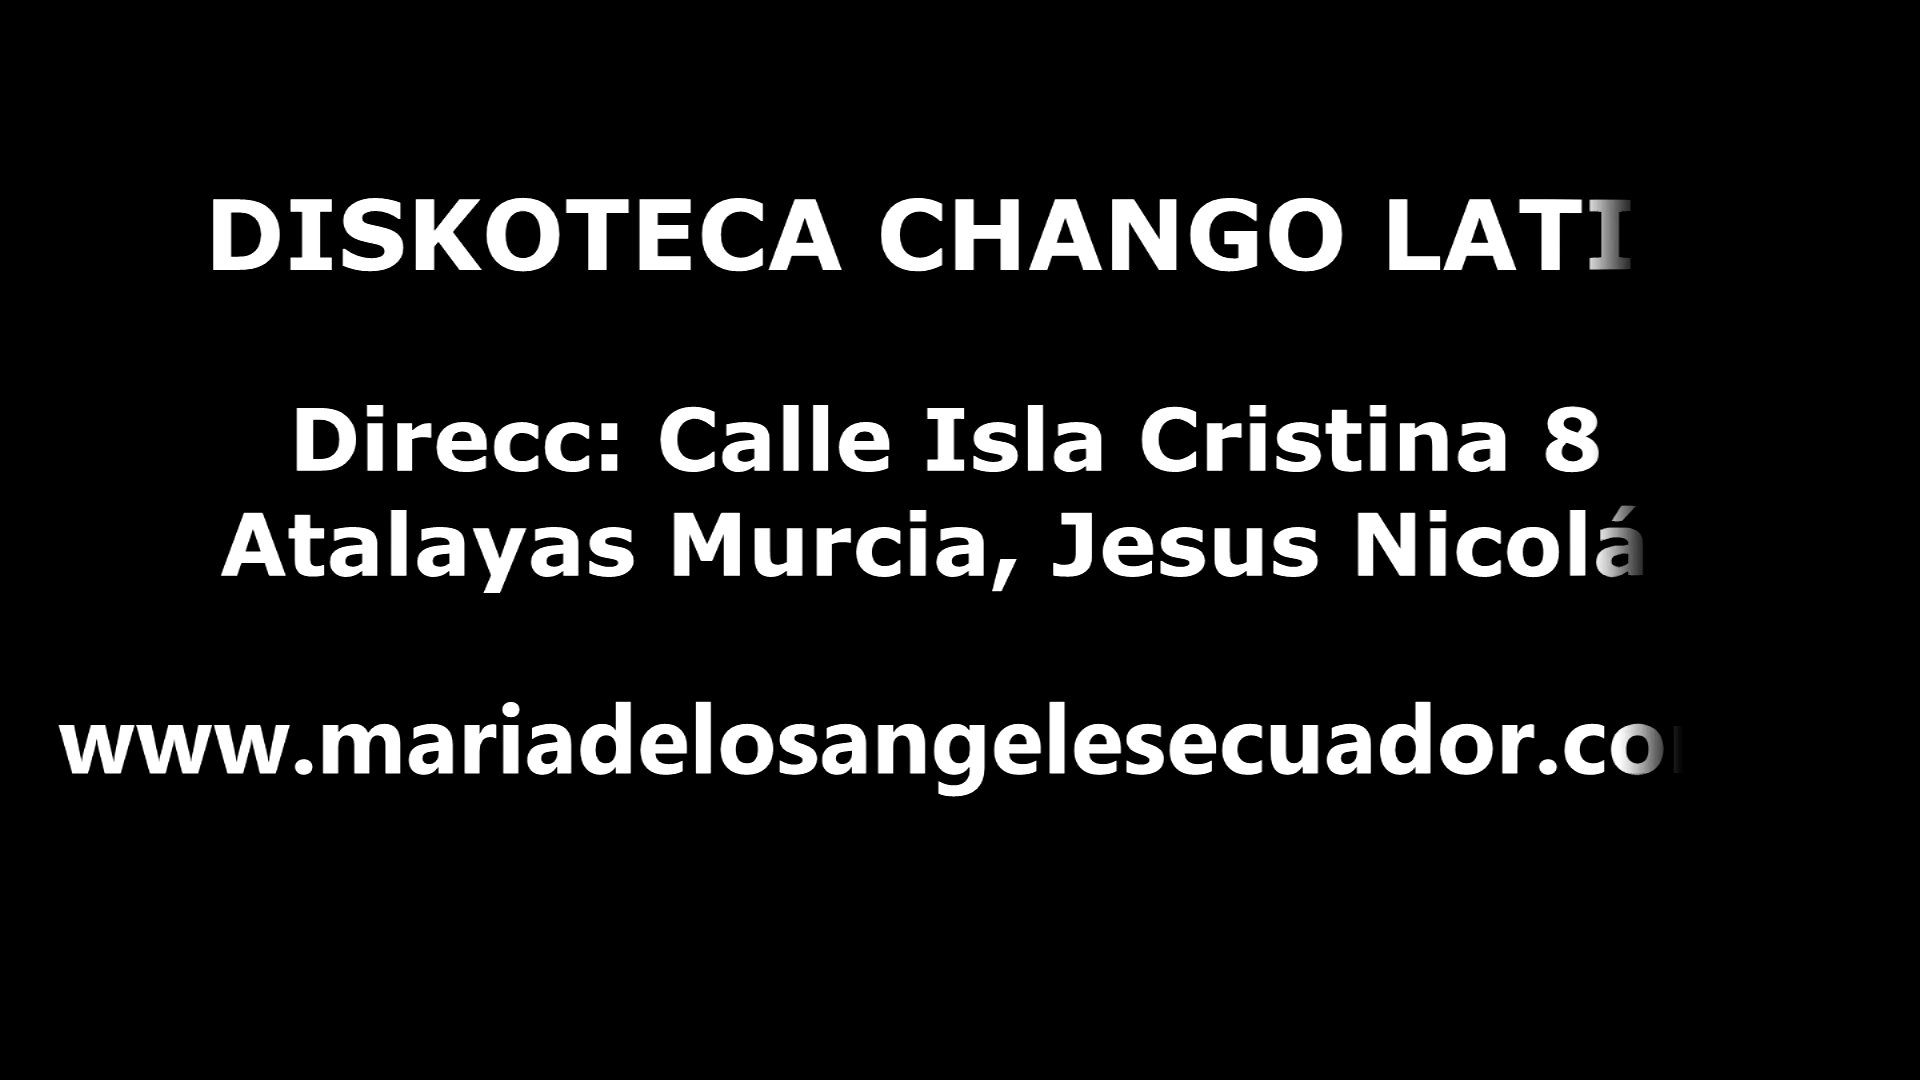 DISKOTECA CHANGO LATI
Direcc: Calle Isla Cristina 8
Atalayas Murcia, Jesus Nicolá
www.mariadelosangelesecuador.co